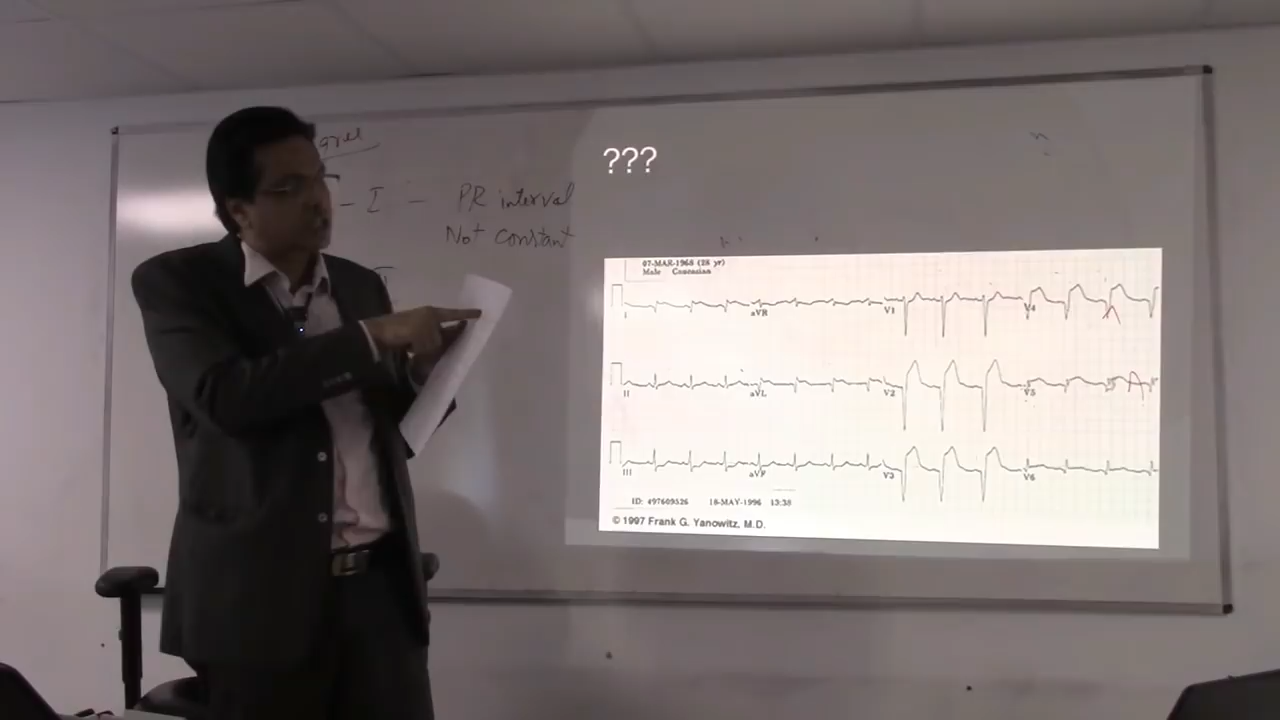 - I - PR interval
Not constant
???
07-MAR-1968 (28 yr)
Male Caucasian
I aVR V1 V4
II aVL V2 V5
III aVF V3 V6
ID: 497609526 18-MAY-1996 13:38
© 1997 Frank G. Yanowitz, M.D.